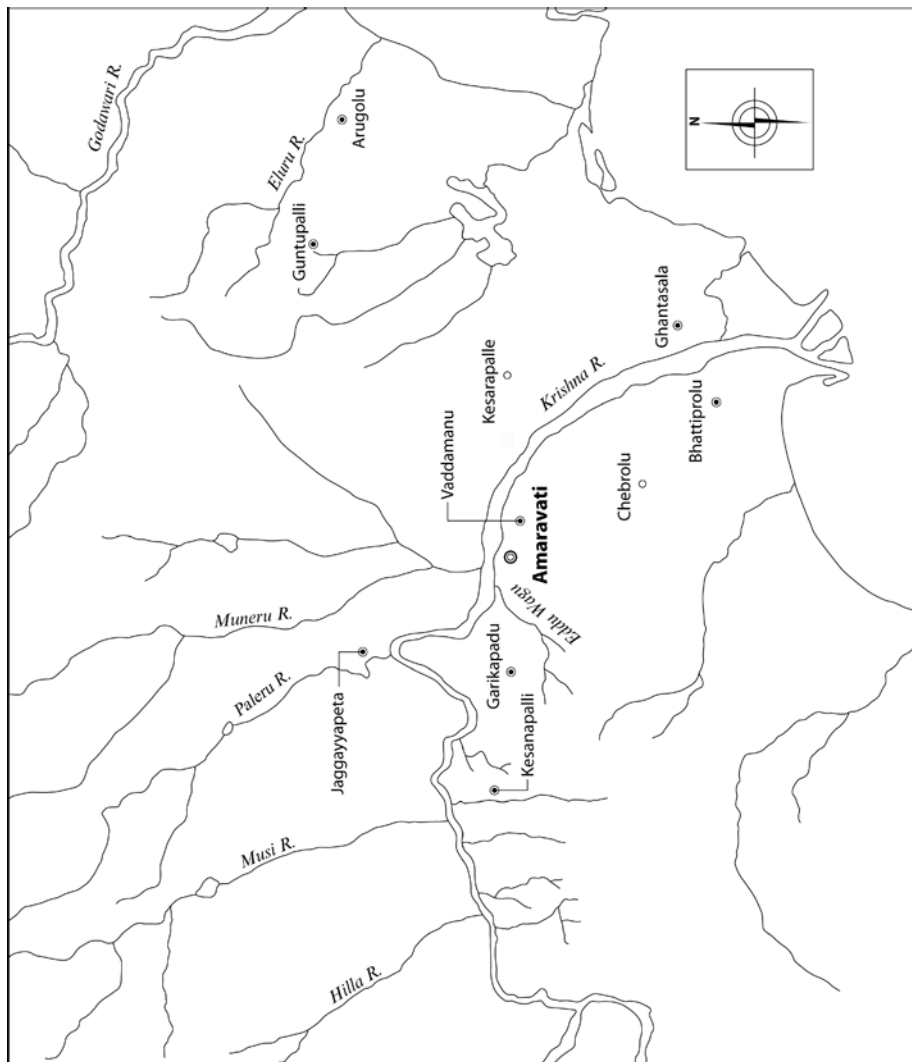 Godawari R.
Musi R.
Paleru R.
Muneru R.
Eluru R.
Guntupalli
Hilla R.
Jaggayyapeta
Arugolu
Vaddamanu
Garikapadu
Kesarapalle
Kesanapalli
Eddu Wagu
Amaravati
Krishna R.
Chebrolu
Ghantasala
Bhattiprolu
N